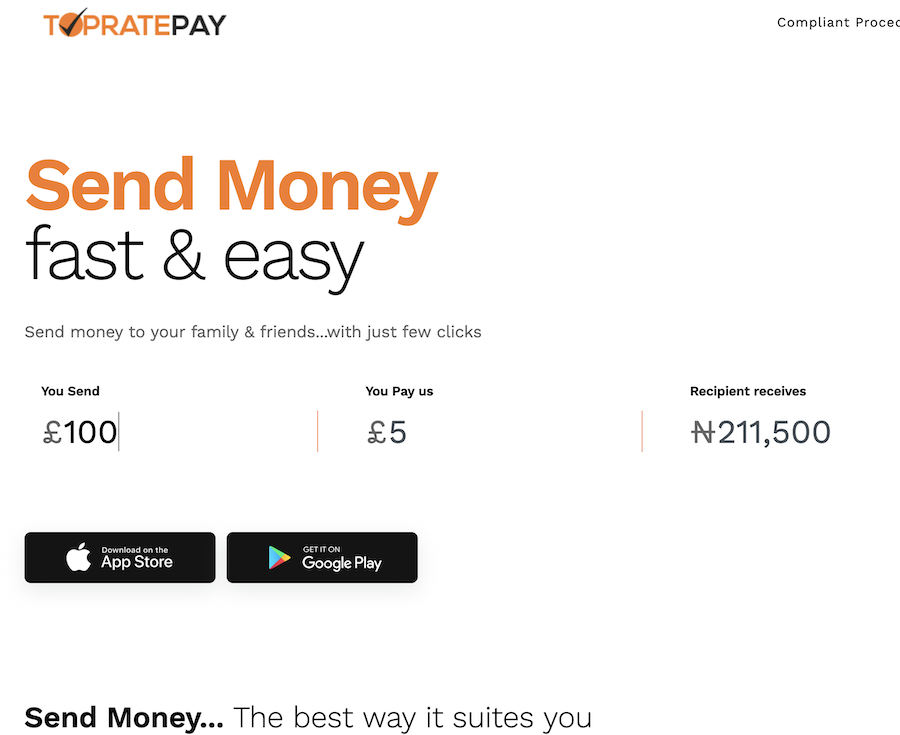 TOPRATEPAY
Compliant
Send Money
fast & easy
Send money to your family & friends...with just few clicks
You Send
You Pay us
Recipient receives
£100
£5
₦211,500
Download on the
App Store
GET IT ON
Google Play
Send Money... The best way it suites you